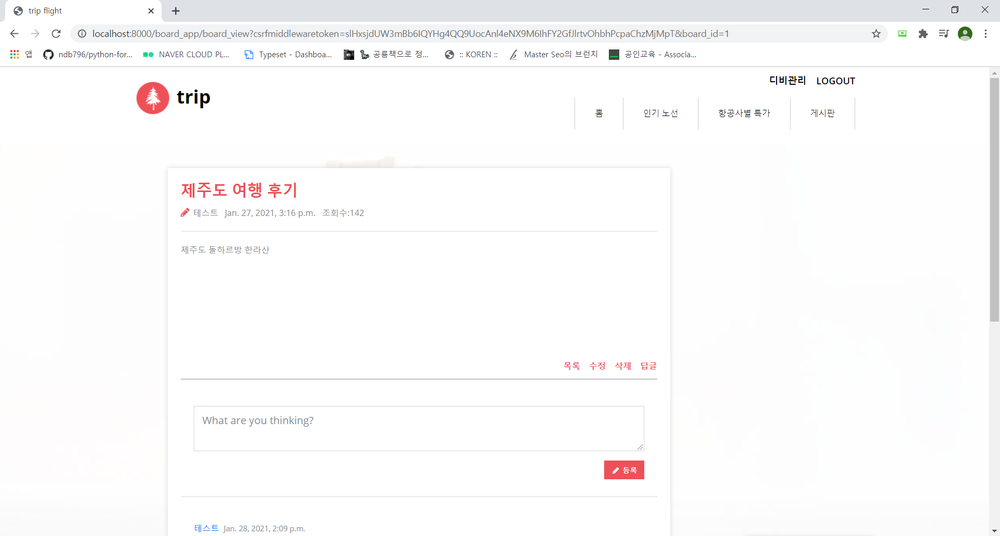 trip flight
localhost:8000/board_app/board_view?csrfmiddlewaretoken=slHxsjdUW3mBb6IQYHg4QQ9UocAnl4eNX9M6IhFY2GfJlrtvOhbhPcpaChzMjMpT&board_id=1
앱 ndb796/python-for... NAVER CLOUD PL... Typeset - Dashboa... 공룡책으로 정... :: KOREN :: Master Seo의 브런치 공인교육 - Associa...
디비관리 LOGOUT
trip
홈 인기 노선 항공사별 특가 게시판
제주도 여행 후기
테스트 Jan. 27, 2021, 3:16 p.m. 조회수:142
제주도 돌하르방 한라산
목록 수정 삭제 답글
What are you thinking?
등록
테스트 Jan. 28, 2021, 2:09 p.m.